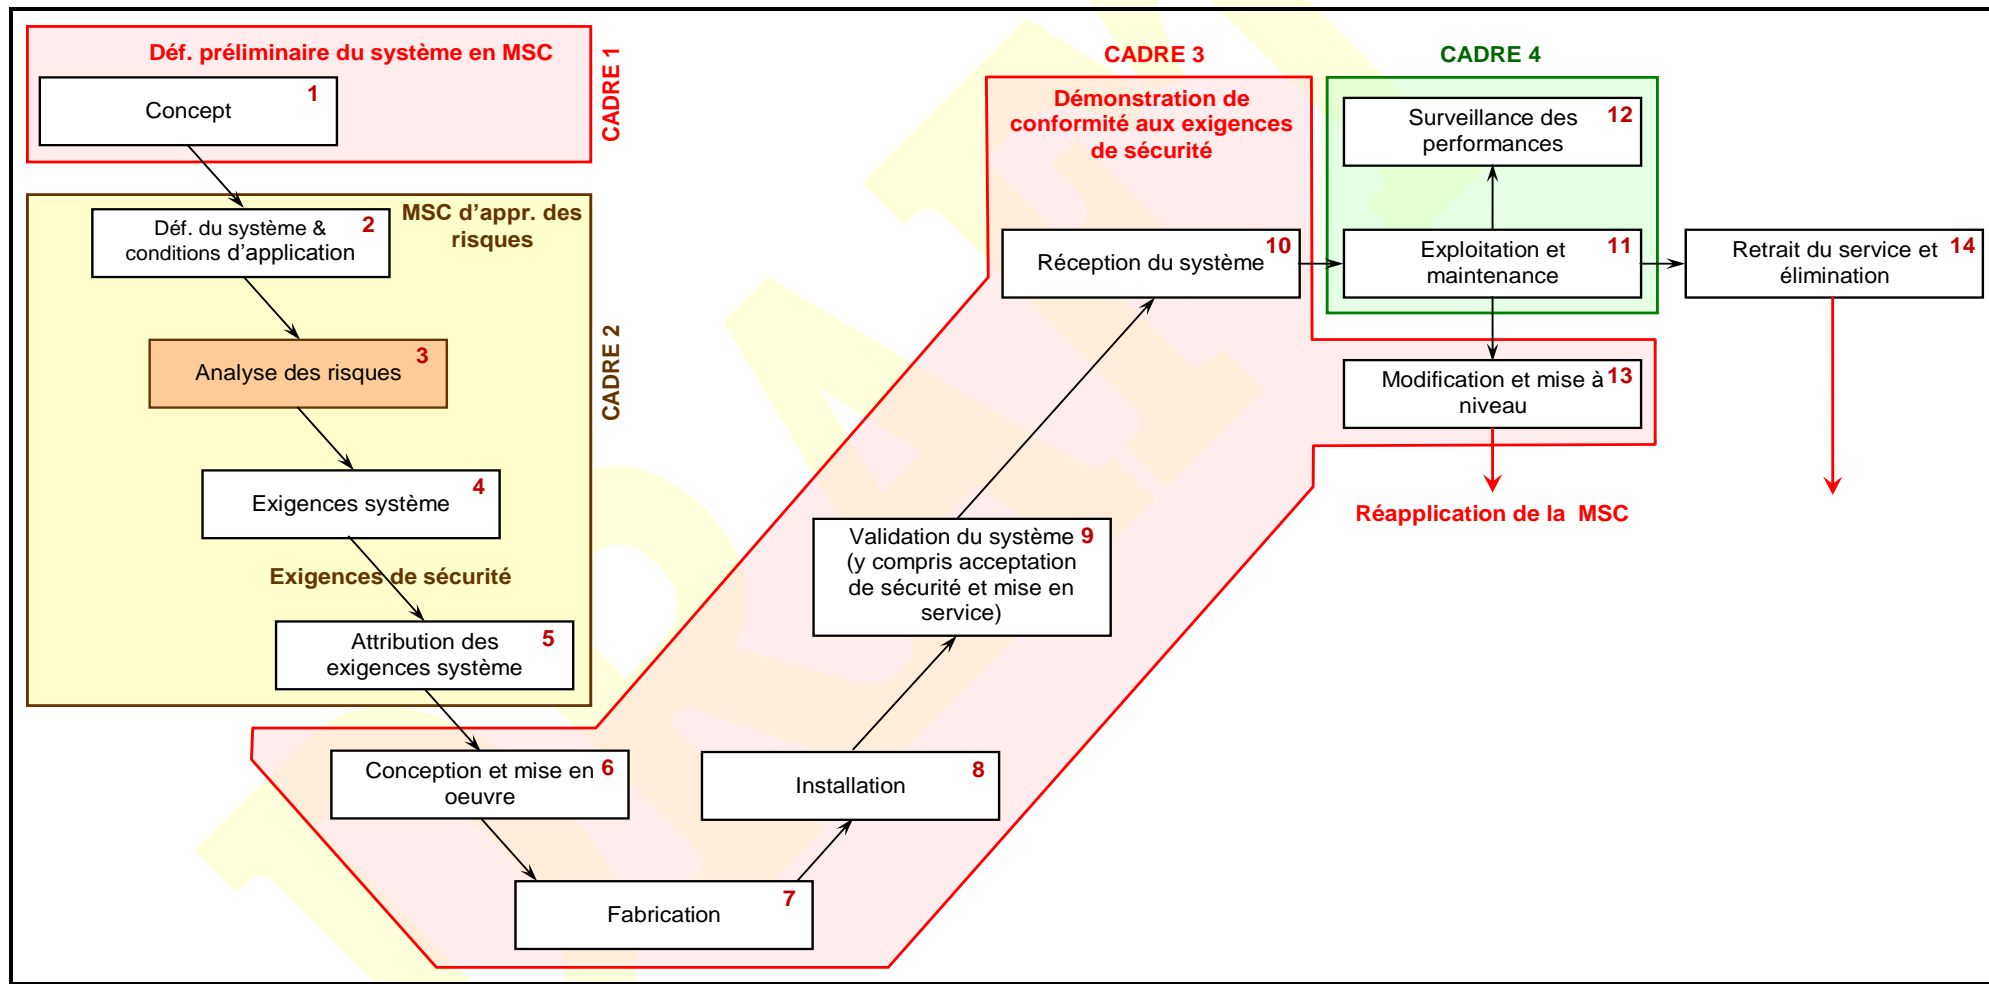 Déf. préliminaire du système en MSC
1
Concept
CADRE 1
MSC d'appr. des
risques
2
Déf. du système &
conditions d'application
3
Analyse des risques
CADRE 2
4
Exigences système
Exigences de sécurité
5
Attribution des
exigences système
6
Conception et mise en
oeuvre
7
Fabrication
8
Installation
9
Validation du système
(y compris acceptation
de sécurité et mise en
service)
CADRE 3
Démonstration de
conformité aux exigences
de sécurité
10
Réception du système
CADRE 4
12
Surveillance des
performances
11
Exploitation et
maintenance
14
Retrait du service et
élimination
13
Modification et mise à
niveau
Réapplication de la MSC
DRAFT